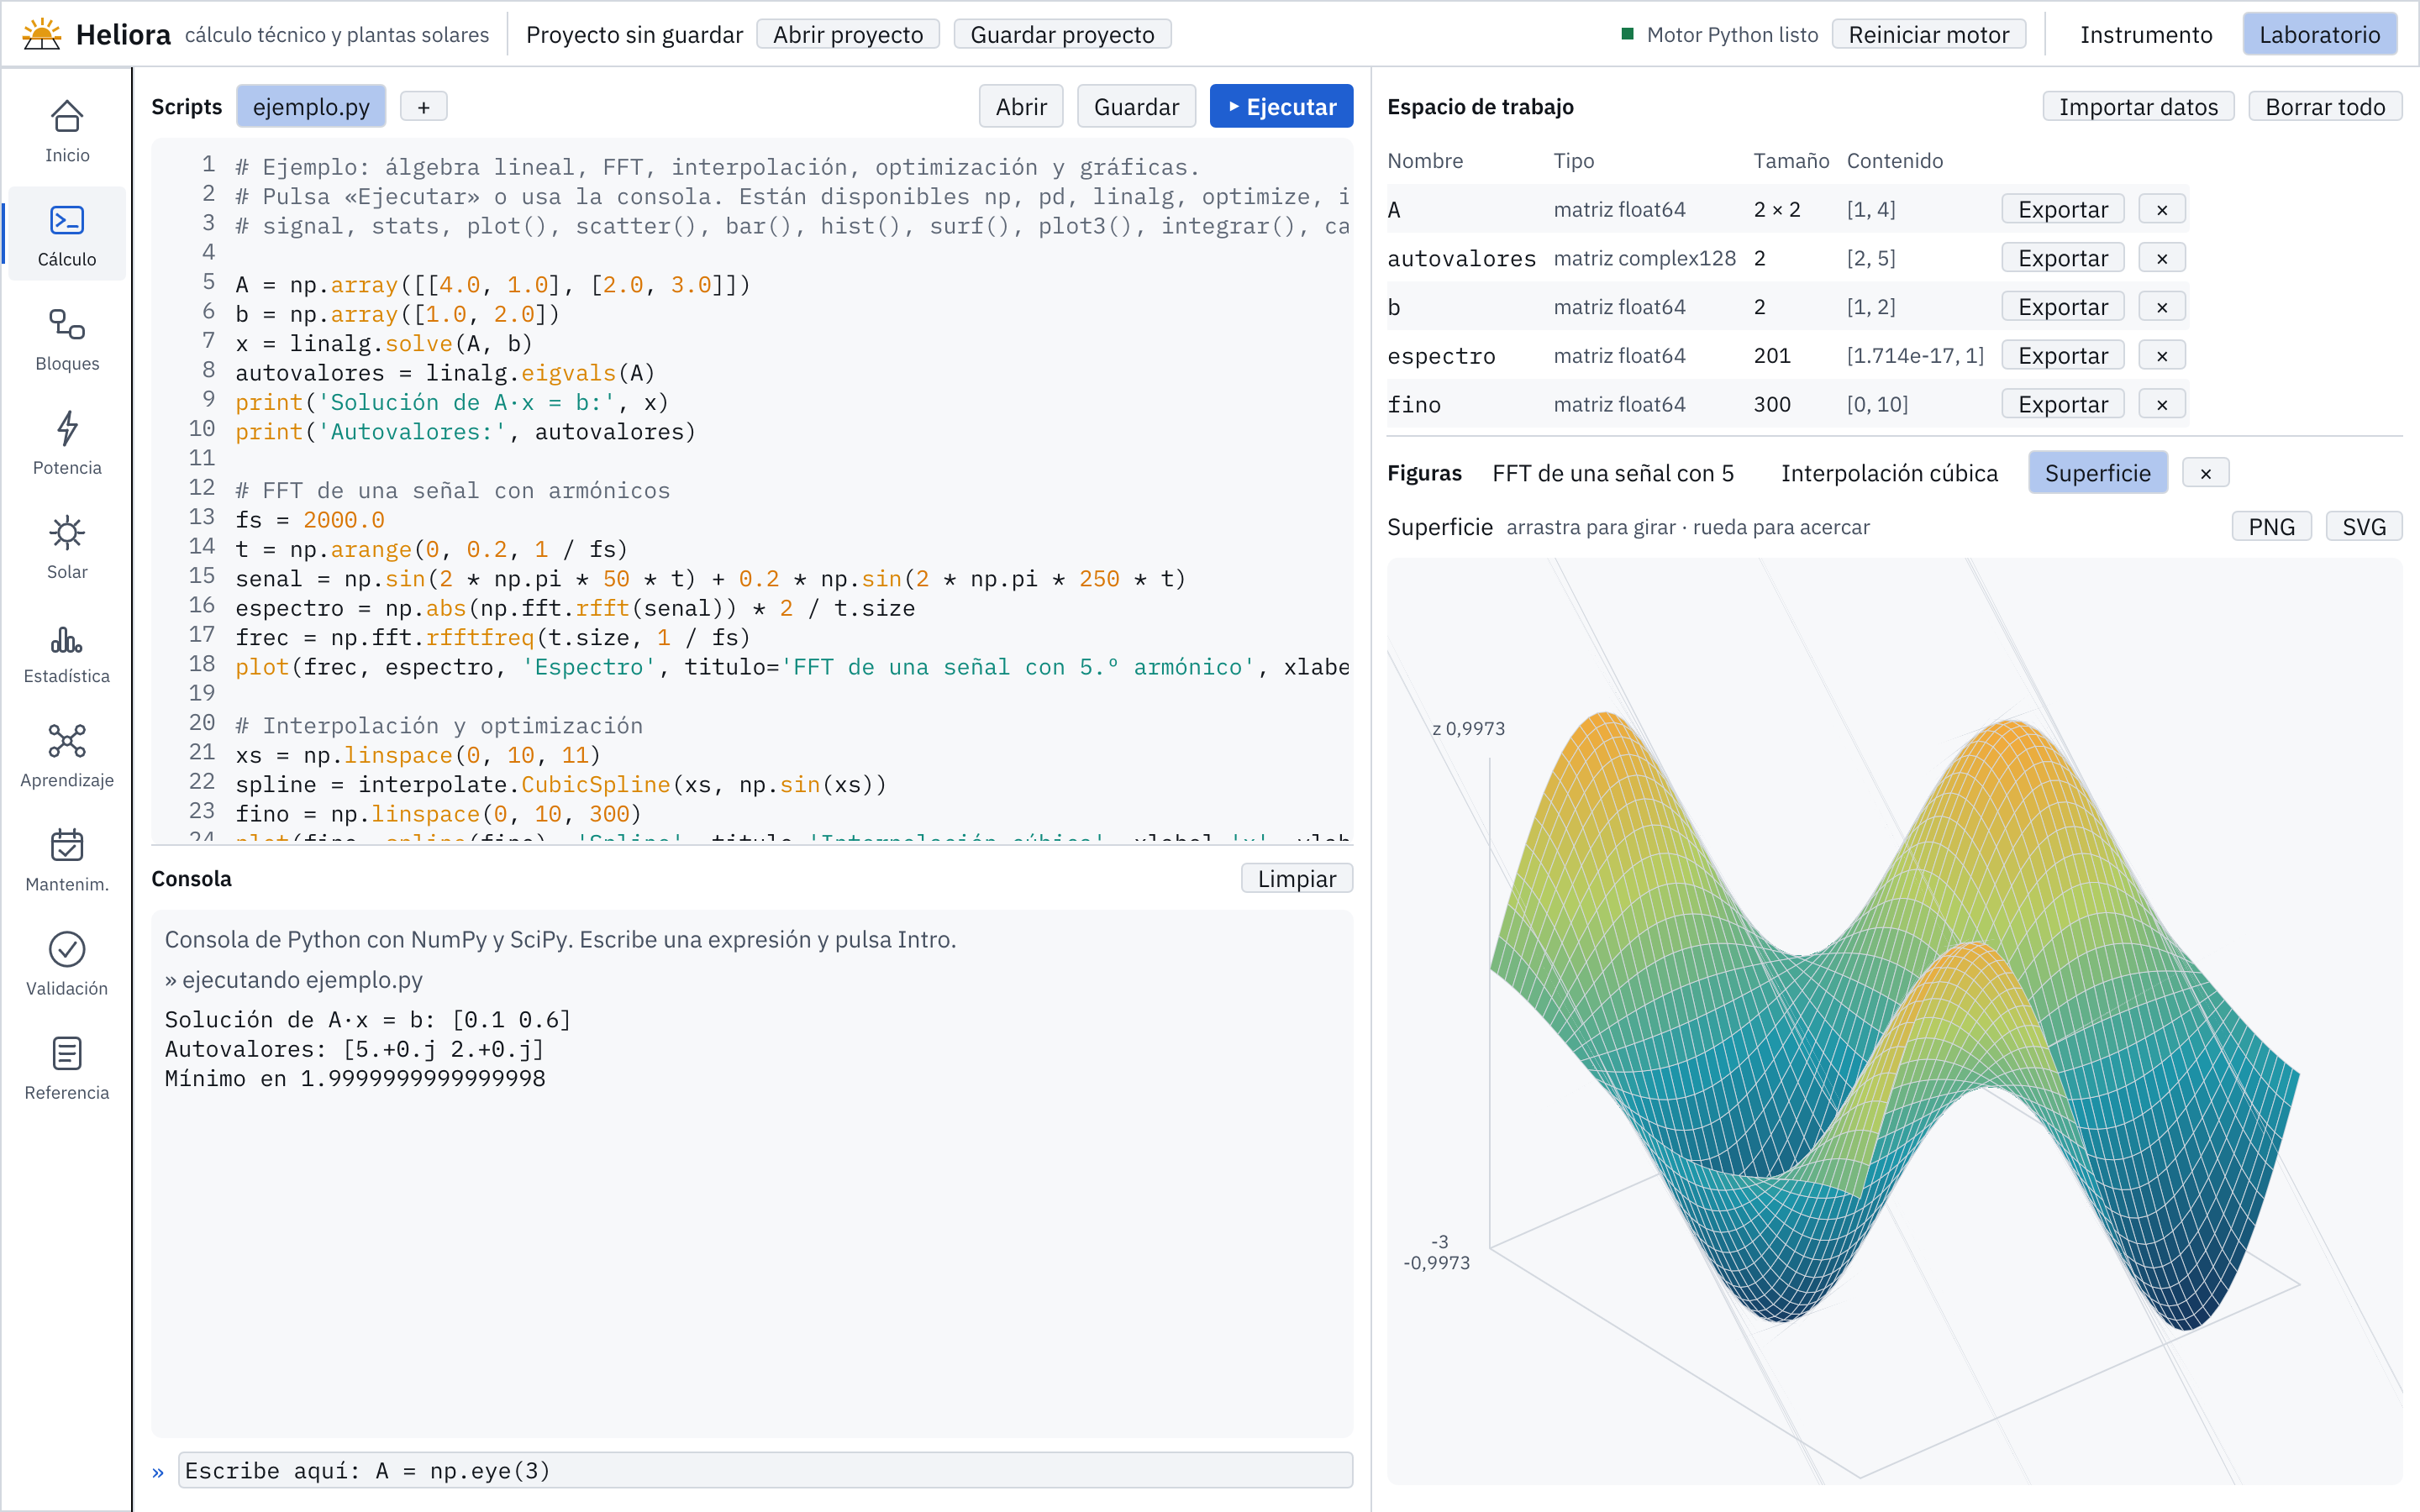 Heliora cálculo técnico y plantas solares Proyecto sin guardar Abrir proyecto Guardar proyecto Motor Python listo Reiniciar motor Instrumento Laboratorio
Inicio
Cálculo
Bloques
Potencia
Solar
Estadística
Aprendizaje
Mantenim.
Validación
Referencia
Scripts ejemplo.py + Abrir Guardar ▸ Ejecutar
1 # Ejemplo: álgebra lineal, FFT, interpolación, optimización y gráficas.
2 # Pulsa «Ejecutar» o usa la consola. Están disponibles np, pd, linalg, optimize, i
3 # signal, stats, plot(), scatter(), bar(), hist(), surf(), plot3(), integrar(), ca
4
5 A = np.array([[4.0, 1.0], [2.0, 3.0]])
6 b = np.array([1.0, 2.0])
7 x = linalg.solve(A, b)
8 autovalores = linalg.eigvals(A)
9 print('Solución de A·x = b:', x)
10 print('Autovalores:', autovalores)
11
12 # FFT de una señal con armónicos
13 fs = 2000.0
14 t = np.arange(0, 0.2, 1 / fs)
15 senal = np.sin(2 * np.pi * 50 * t) + 0.2 * np.sin(2 * np.pi * 250 * t)
16 espectro = np.abs(np.fft.rfft(senal)) * 2 / t.size
17 frec = np.fft.rfftfreq(t.size, 1 / fs)
18 plot(frec, espectro, 'Espectro', titulo='FFT de una señal con 5.º armónico', xlabe
19
20 # Interpolación y optimización
21 xs = np.linspace(0, 10, 11)
22 spline = interpolate.CubicSpline(xs, np.sin(xs))
23 fino = np.linspace(0, 10, 300)
24 plot(fino, spline(fino), 'Spline', titulo='Interpolación cúbica', xlabel='x', ylab
Consola Limpiar
Consola de Python con NumPy y SciPy. Escribe una expresión y pulsa Intro.
» ejecutando ejemplo.py
Solución de A·x = b: [0.1 0.6]
Autovalores: [5.+0.j 2.+0.j]
Mínimo en 1.9999999999999998
» Escribe aquí: A = np.eye(3)
Espacio de trabajo Importar datos Borrar todo
Nombre Tipo Tamaño Contenido
A matriz float64 2 × 2 [1, 4] Exportar ×
autovalores matriz complex128 2 [2, 5] Exportar ×
b matriz float64 2 [1, 2] Exportar ×
espectro matriz float64 201 [1.714e-17, 1] Exportar ×
fino matriz float64 300 [0, 10] Exportar ×
Figuras FFT de una señal con 5 Interpolación cúbica Superficie ×
Superficie arrastra para girar · rueda para acercar PNG SVG
z 0,9973
-3
-0,9973